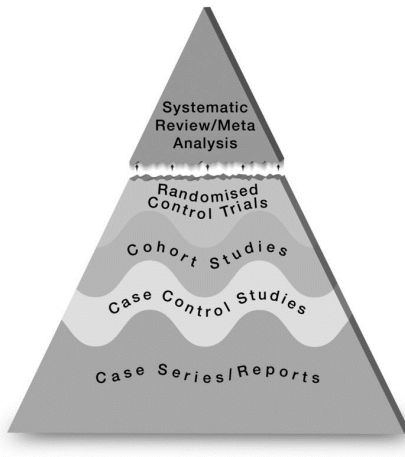 Systematic
Review/Meta
Analysis
Randomised
Control Trials
Cohort Studies
Case Control Studies
Case Series/Reports